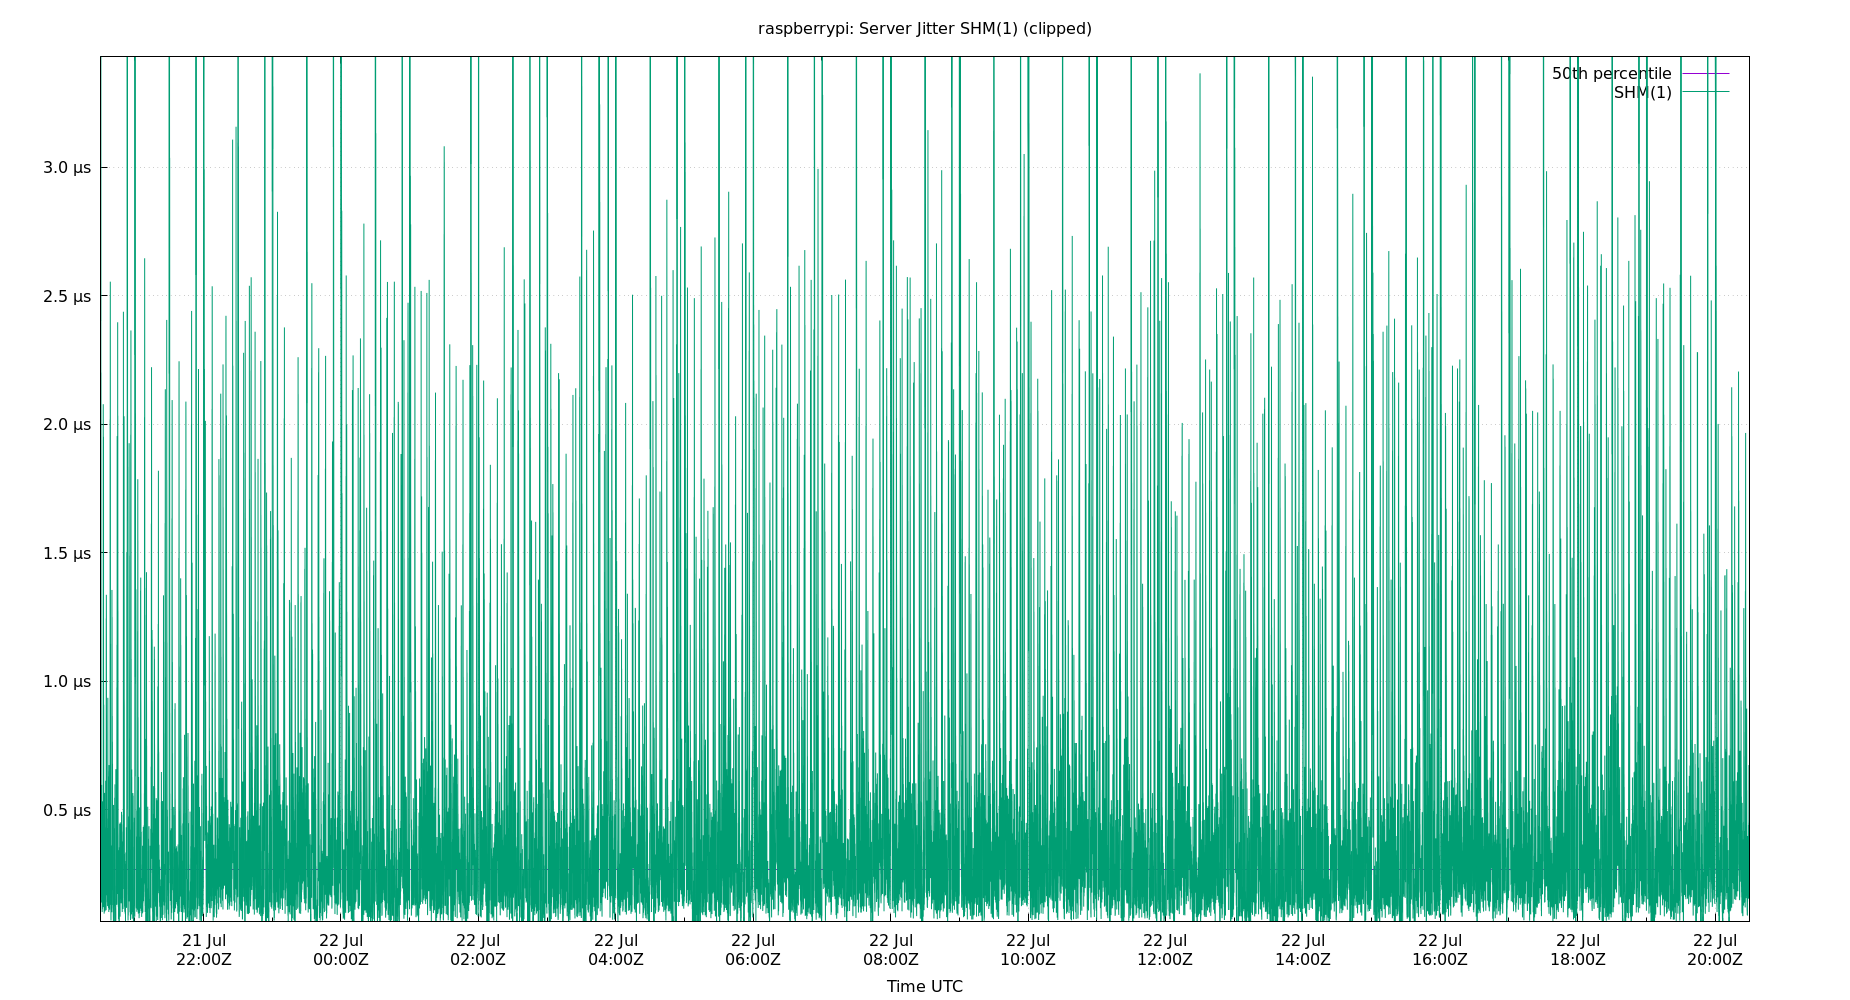 raspberrypi: Server Jitter SHM(1) (clipped)
50th percentile
SHM(1)
3.0 µs
2.5 µs
2.0 µs
1.5 µs
1.0 µs
0.5 µs
21 Jul 22 Jul 22 Jul 22 Jul 22 Jul 22 Jul 22 Jul 22 Jul 22 Jul 22 Jul 22 Jul 22 Jul
22:00Z 00:00Z 02:00Z 04:00Z 06:00Z 08:00Z 10:00Z 12:00Z 14:00Z 16:00Z 18:00Z 20:00Z
Time UTC